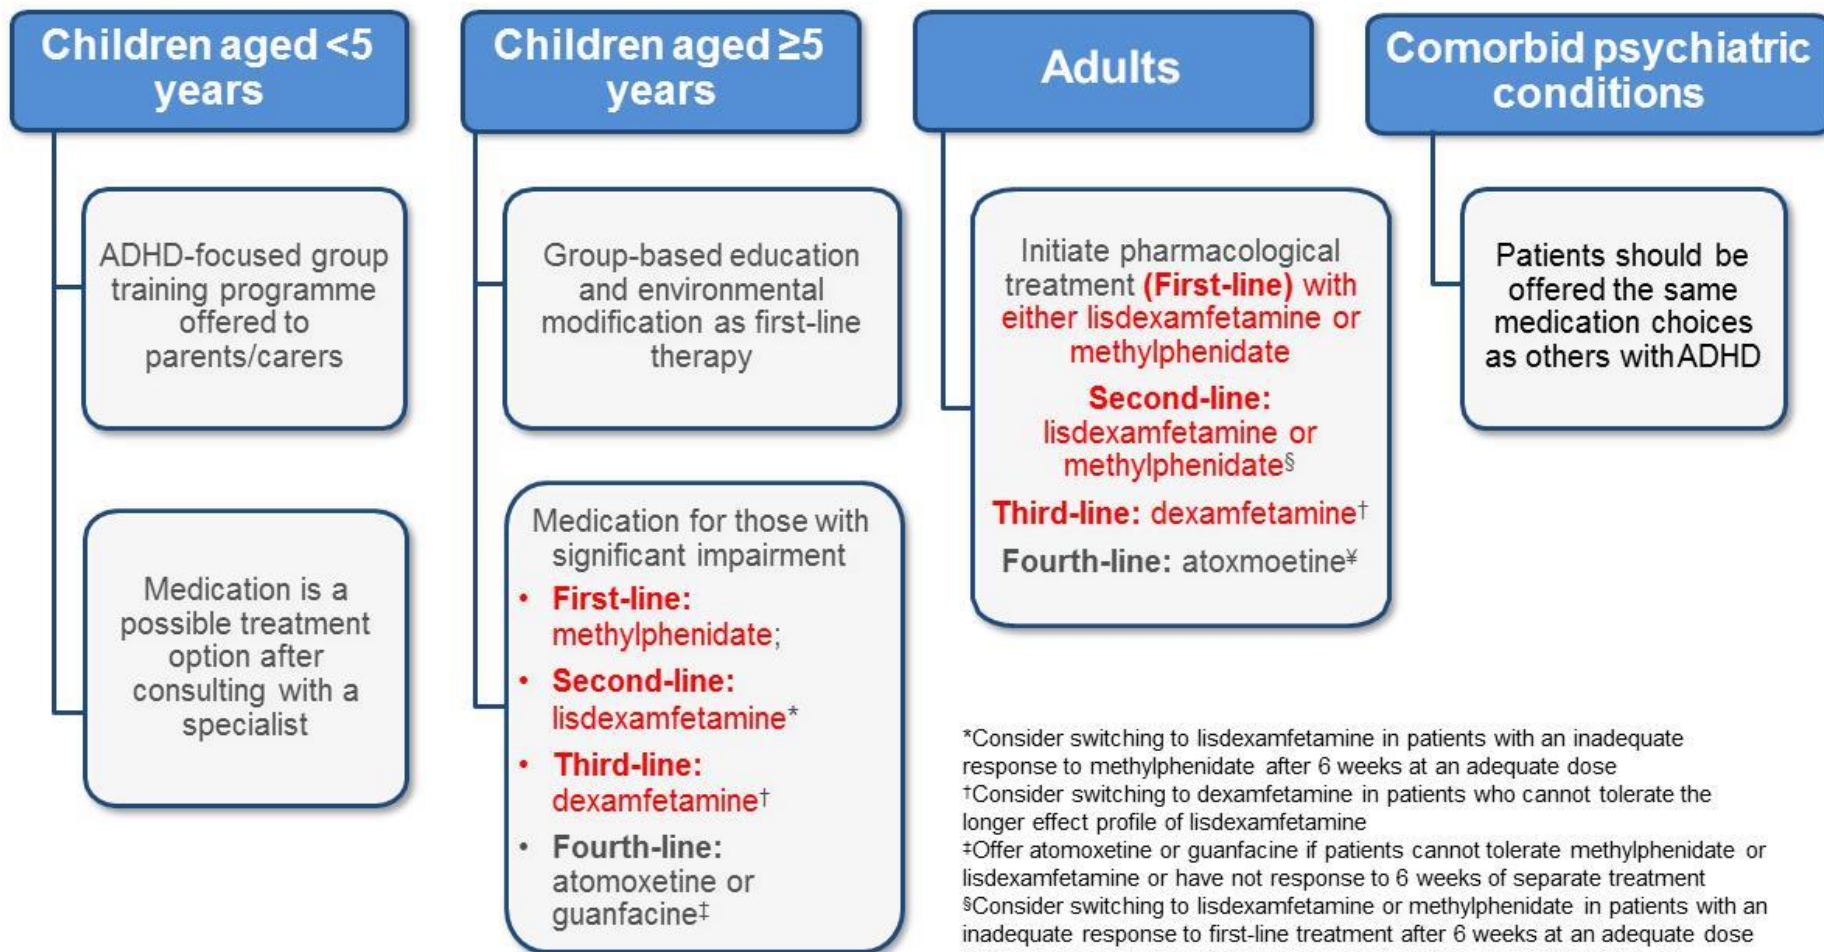 Children aged <5
years
ADHD-focused group
training programme
offered to
parents/carers
Medication is a
possible treatment
option after
consulting with a
specialist
Children aged ≥5
years
Group-based education
and environmental
modification as first-line
therapy
Medication for those with
significant impairment
• First-line:
methylphenidate;
• Second-line:
lisdexamfetamine*
• Third-line:
dexamfetamine†
• Fourth-line:
atomoxetine or
guanfacine‡
Adults
Initiate pharmacological
treatment (First-line) with
either lisdexamfetamine or
methylphenidate
Second-line:
lisdexamfetamine or
methylphenidate§
Third-line: dexamfetamine†
Fourth-line: atoxmoetine¥
Comorbid psychiatric
conditions
Patients should be
offered the same
medication choices
as others with ADHD
*Consider switching to lisdexamfetamine in patients with an inadequate
response to methylphenidate after 6 weeks at an adequate dose
†Consider switching to dexamfetamine in patients who cannot tolerate the
longer effect profile of lisdexamfetamine
‡Offer atomoxetine or guanfacine if patients cannot tolerate methylphenidate or
lisdexamfetamine or have not response to 6 weeks of separate treatment
§Consider switching to lisdexamfetamine or methylphenidate in patients with an
inadequate response to first-line treatment after 6 weeks at an adequate dose